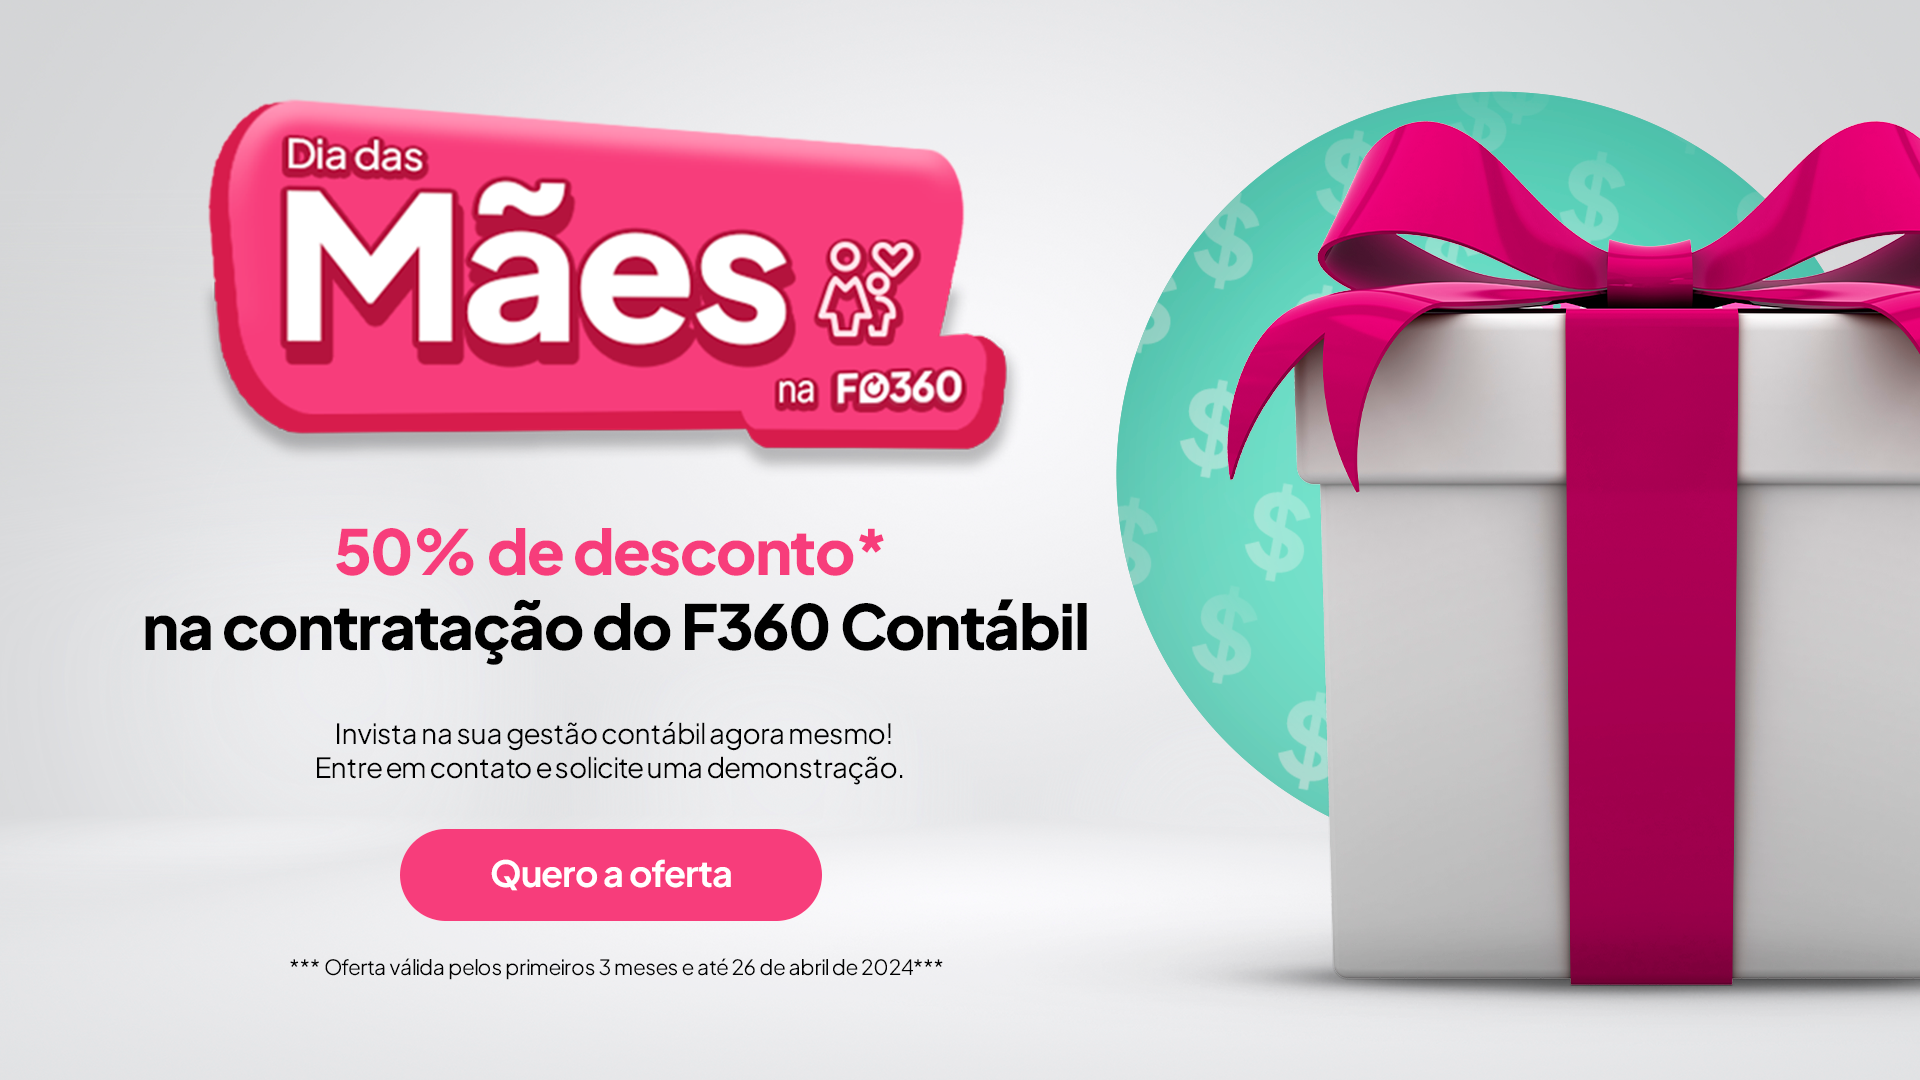 Dia das
Mães
na F360
50% de desconto*
na contratação do F360 Contábil
Invista na sua gestão contábil agora mesmo!
Entre em contato e solicite uma demonstração.
Quero a oferta
*** Oferta válida pelos primeiros 3 meses e até 26 de abril de 2024***